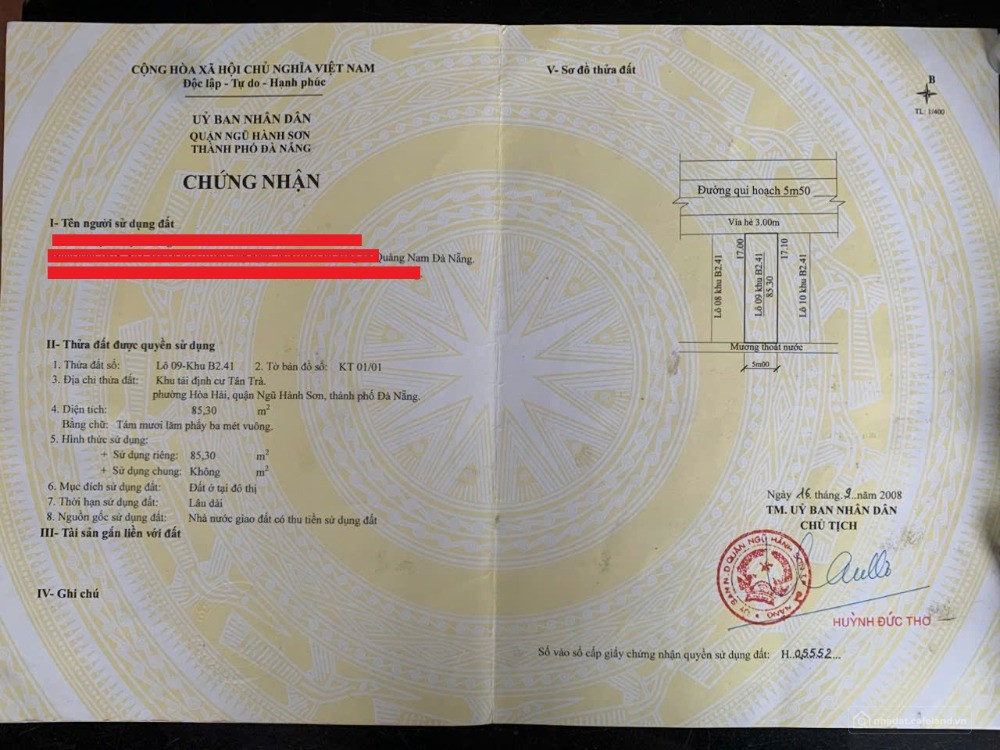 CỘNG HÒA XÃ HỘI CHỦ NGHĨA VIỆT NAM
Độc lập - Tự do - Hạnh phúc
UỶ BAN NHÂN DÂN
QUẬN NGŨ HÀNH SƠN
THÀNH PHỐ ĐÀ NẴNG
CHỨNG NHẬN
I- Tên người sử dụng đất
Quảng Nam Đà Nẵng.
II- Thửa đất được quyền sử dụng
1. Thửa đất số: Lô 09-Khu B2.41 2. Tờ bản đồ số: KT 01/01
3. Địa chỉ thửa đất: Khu tái định cư Tân Trà.
phường Hòa Hải, quận Ngũ Hành Sơn, thành phố Đà Nẵng.
4. Diện tích: 85,30 m2
Bằng chữ: Tám mươi lăm phẩy ba mét vuông.
5. Hình thức sử dụng:
+ Sử dụng riêng: 85,30 m2
+ Sử dụng chung: Không m2
6. Mục đích sử dụng đất: Đất ở tại đô thị
7. Thời hạn sử dụng đất: Lâu dài
8. Nguồn gốc sử dụng đất: Nhà nước giao đất có thu tiền sử dụng đất
III- Tài sản gắn liền với đất
IV- Ghi chú
V- Sơ đồ thửa đất
B
TL: 1/400
Đường qui hoạch 5m50
Vỉa hè 3.00m
Lô 08 khu B2.41
17.00
Lô 09 khu B2.41
85.30
17.10
Lô 10 khu B2.41
Mương thoát nước
5m00
Ngày 16 tháng 9 năm 2008
TM. UỶ BAN NHÂN DÂN
CHỦ TỊCH
U Ỷ BAN N.D QUẬN NGŨ HÀNH SƠN
HUỲNH ĐỨC THƠ
Số vào sổ cấp giấy chứng nhận quyền sử dụng đất: H..05552...
nhadat.cafeland.vn